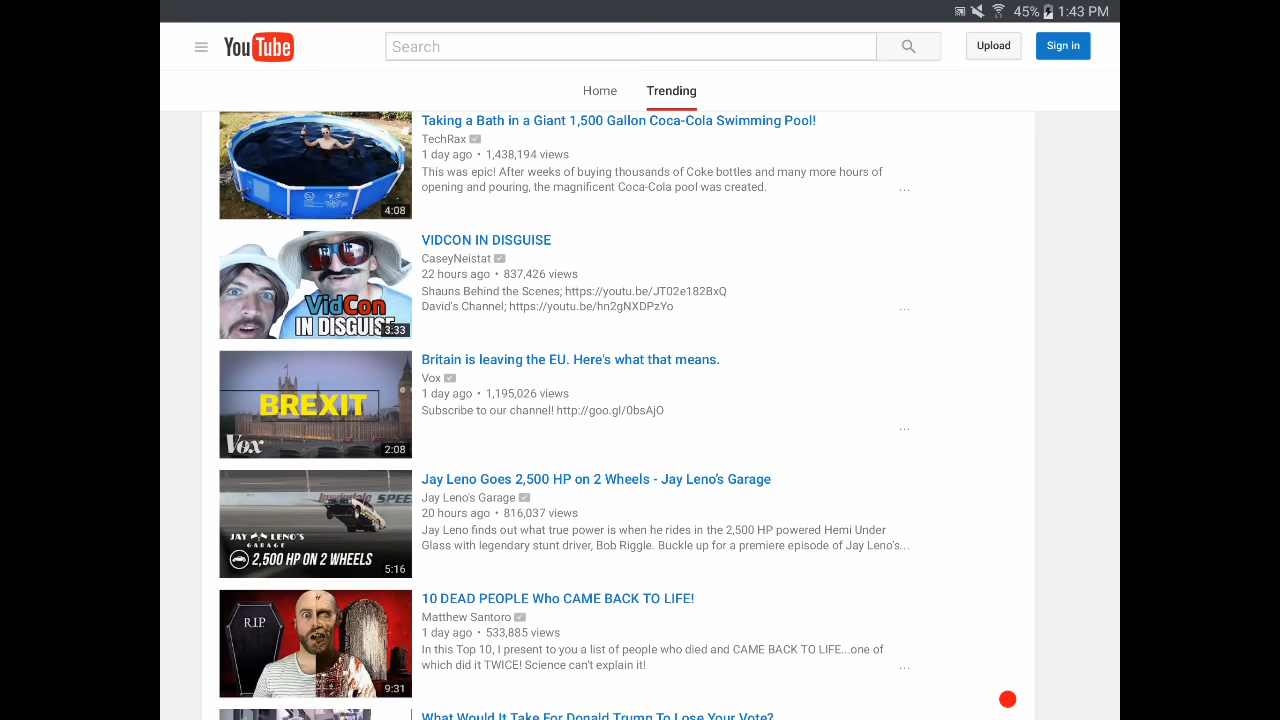 45% 1:43 PM
YouTube
Search
Upload
Sign in
Home
Trending
Taking a Bath in a Giant 1,500 Gallon Coca-Cola Swimming Pool!
TechRax
1 day ago • 1,438,194 views
This was epic! After weeks of buying thousands of Coke bottles and many more hours of
opening and pouring, the magnificent Coca-Cola pool was created.
...
4:08
VIDCON IN DISGUISE
CaseyNeistat
22 hours ago • 837,426 views
Shauns Behind the Scenes; https://youtu.be/JT02e182BxQ
David's Channel; https://youtu.be/hn2gNXDPzYo
...
VidCon
IN DISGUISE
3:33
Britain is leaving the EU. Here's what that means.
Vox
1 day ago • 1,195,026 views
Subscribe to our channel! http://goo.gl/0bsAjO
...
BREXIT
Vox
2:08
Jay Leno Goes 2,500 HP on 2 Wheels - Jay Leno's Garage
Jay Leno's Garage
20 hours ago • 816,037 views
Jay Leno finds out what true power is when he rides in the 2,500 HP powered Hemi Under
Glass with legendary stunt driver, Bob Riggle. Buckle up for a premiere episode of Jay Leno's...
JAY LENO'S
GARAGE
2,500 HP ON 2 WHEELS
5:16
10 DEAD PEOPLE Who CAME BACK TO LIFE!
Matthew Santoro
1 day ago • 533,885 views
In this Top 10, I present to you a list of people who died and CAME BACK TO LIFE...one of
which did it TWICE! Science can't explain it!
...
R.I.P.
9:31
What Would It Take For Donald Trump To Lose Your Vote?